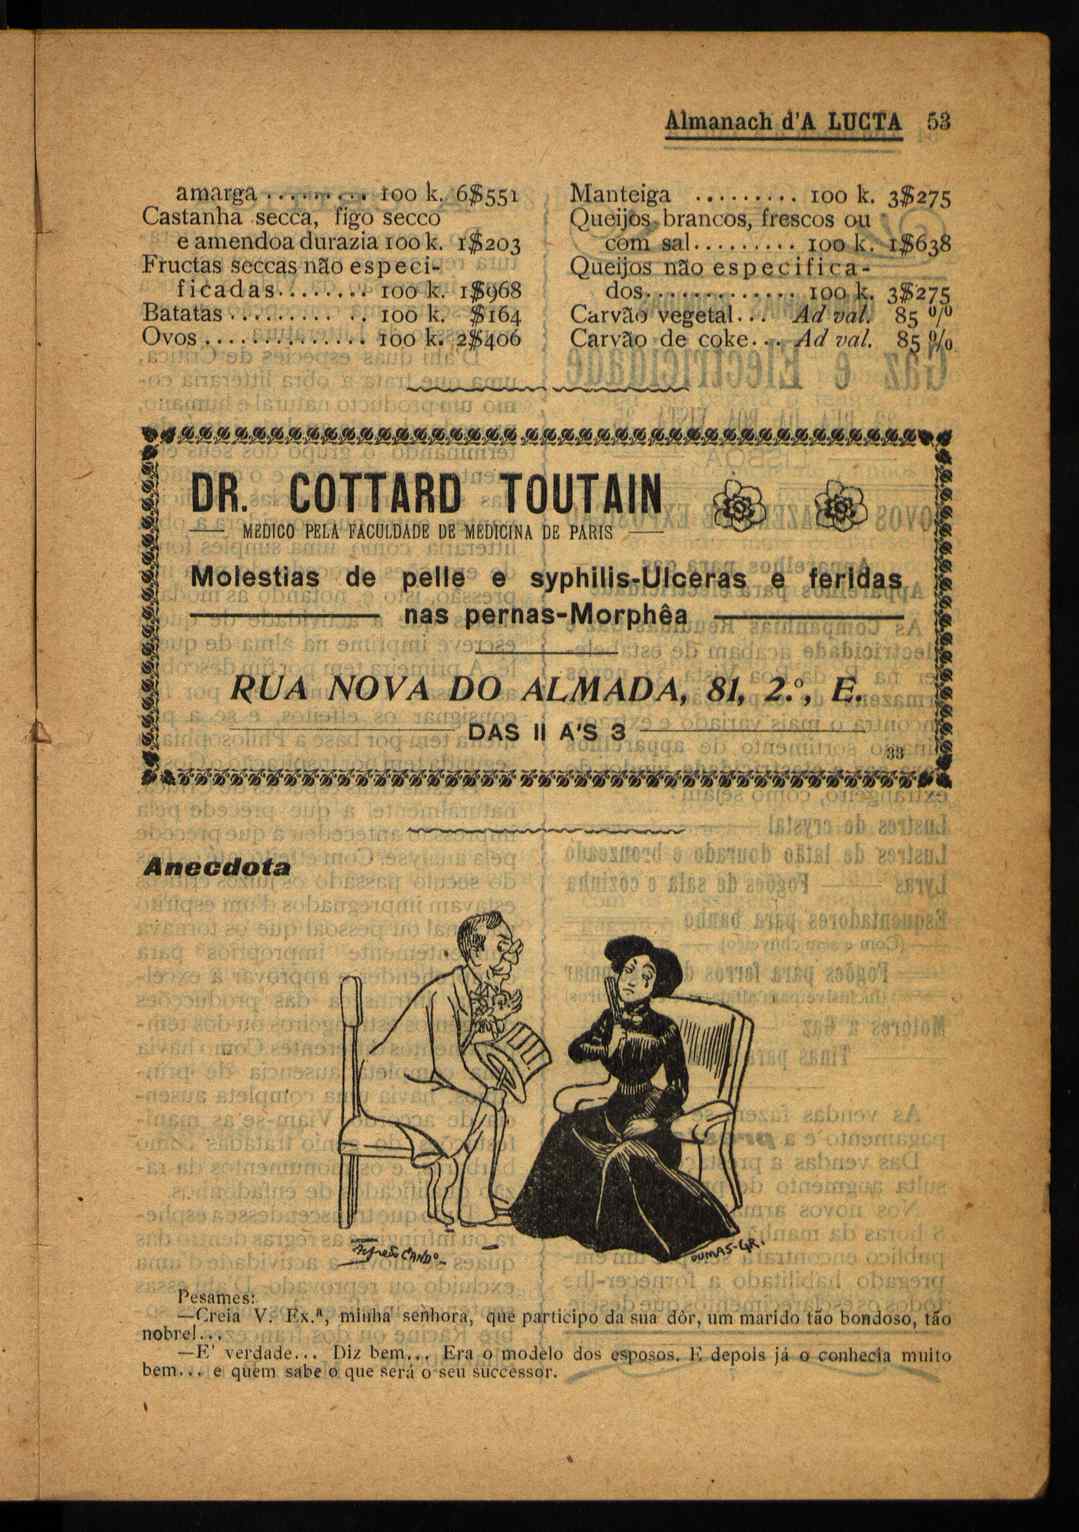 Almanach d'A LUCTA 53
amarga ......... 100 k. 6$551
Castanha secca, figo secco
e amendoa durazia 100 k. 1$203
Fructas seccas não especi-
ficadas........ 100 k. 1$968
Batatas .......... .. 100 k. $164
Ovos .............. 100 k. 2$406
Manteiga ......... 100 k. 3$275
Queijos brancos, frescos ou
com sal......... 100 k. 1$638
Queijos não especifica-
dos............. 100 k. 3$275
Carvão vegetal... Ad val. 85 %
Carvão de coke... Ad val. 85 %
DR. COTTARD TOUTAIN
MEDICO PELA FACULDADE DE MEDICINA DE PARIS
Molestias de pelle e syphilis-Ulceras e feridas
nas pernas-Morphêa
RUA NOVA DO ALMADA, 81, 2.º, E.
DAS 11 A'S 3
33
Anecdota
Alfredo CANDº
DUMAS-GR.
Pesames:
—Creia V. Ex.ª, minha senhora, que participo da sua dôr, um marido tão bondoso, tão
nobre!...
—E' verdade... Diz bem... Era o modelo dos esposos. E depois já o conhecia muito
bem... e quem sabe o que será o seu successor.